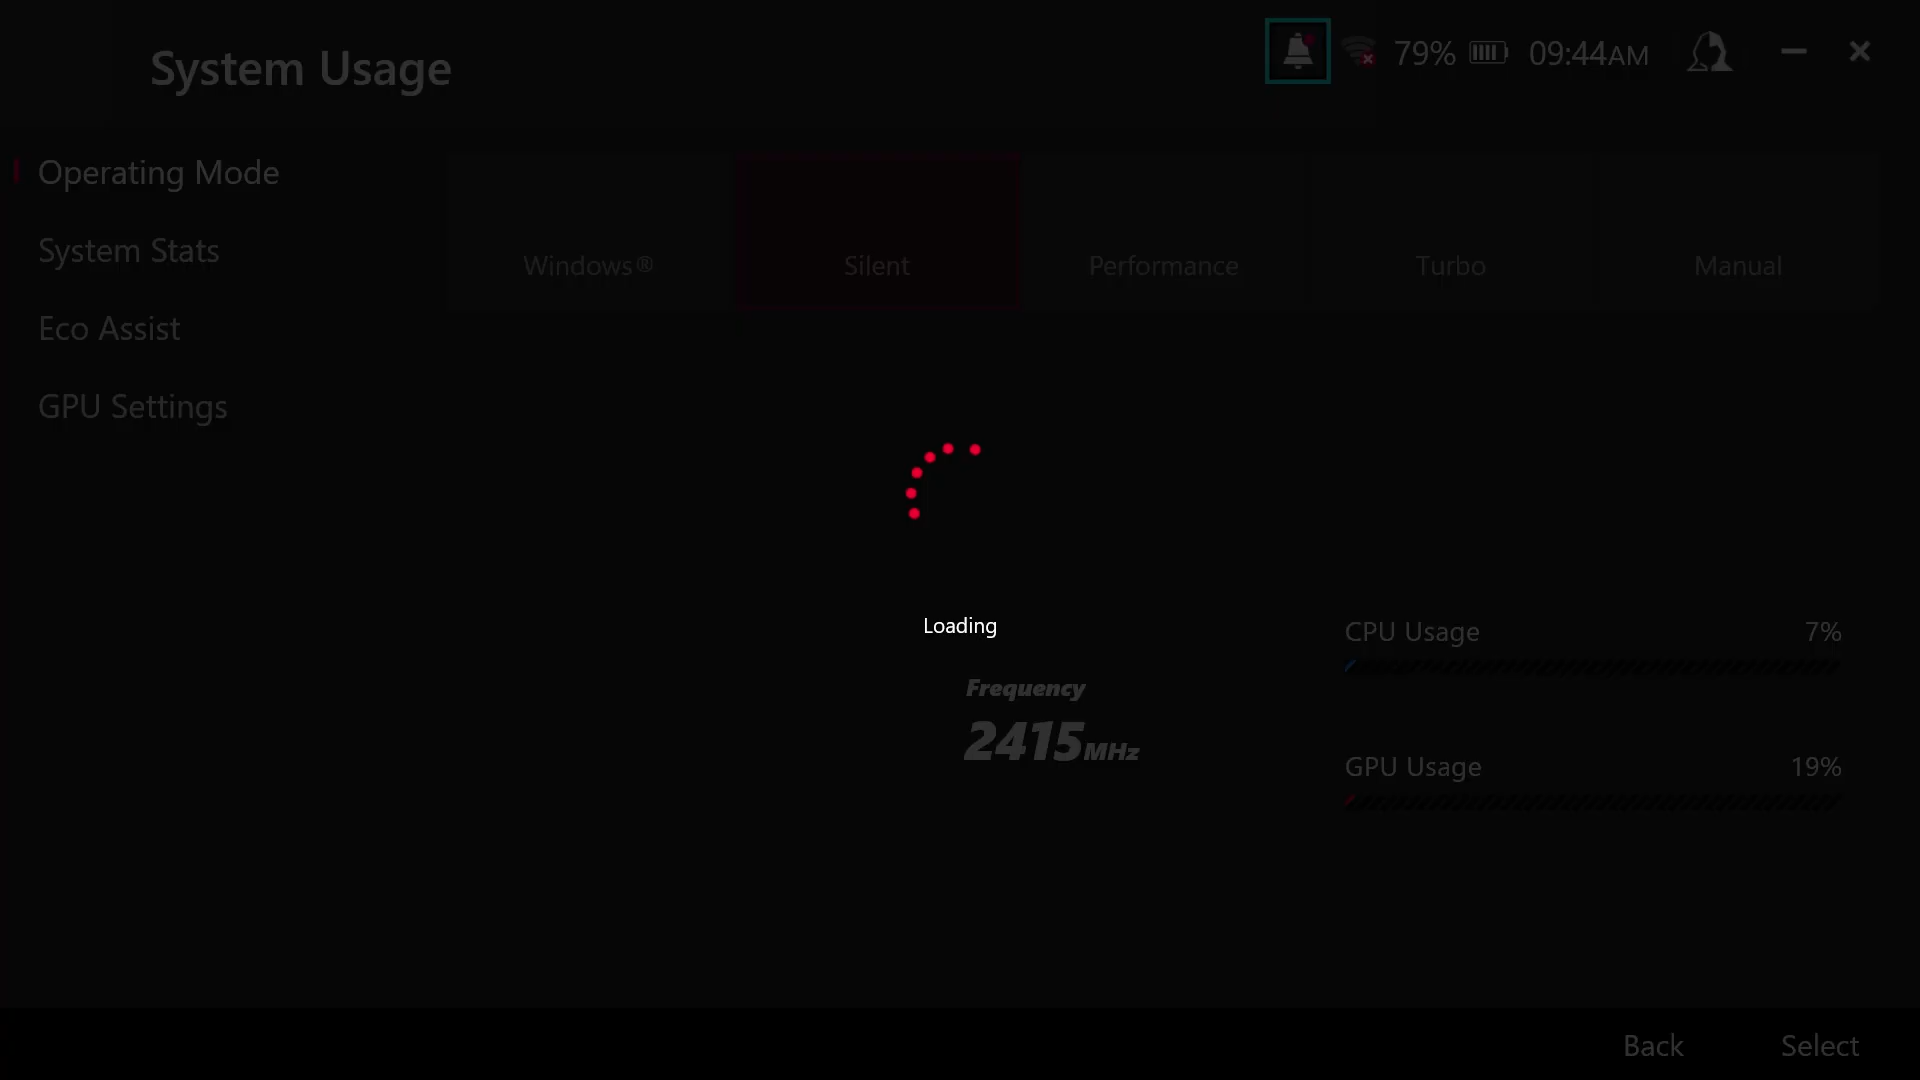 System Usage
79%
09:44AM
Operating Mode
System Stats
Eco Assist
GPU Settings
Windows®
Silent
Performance
Turbo
Manual
Loading
Frequency
2415MHz
CPU Usage 7%
GPU Usage 19%
Back
Select